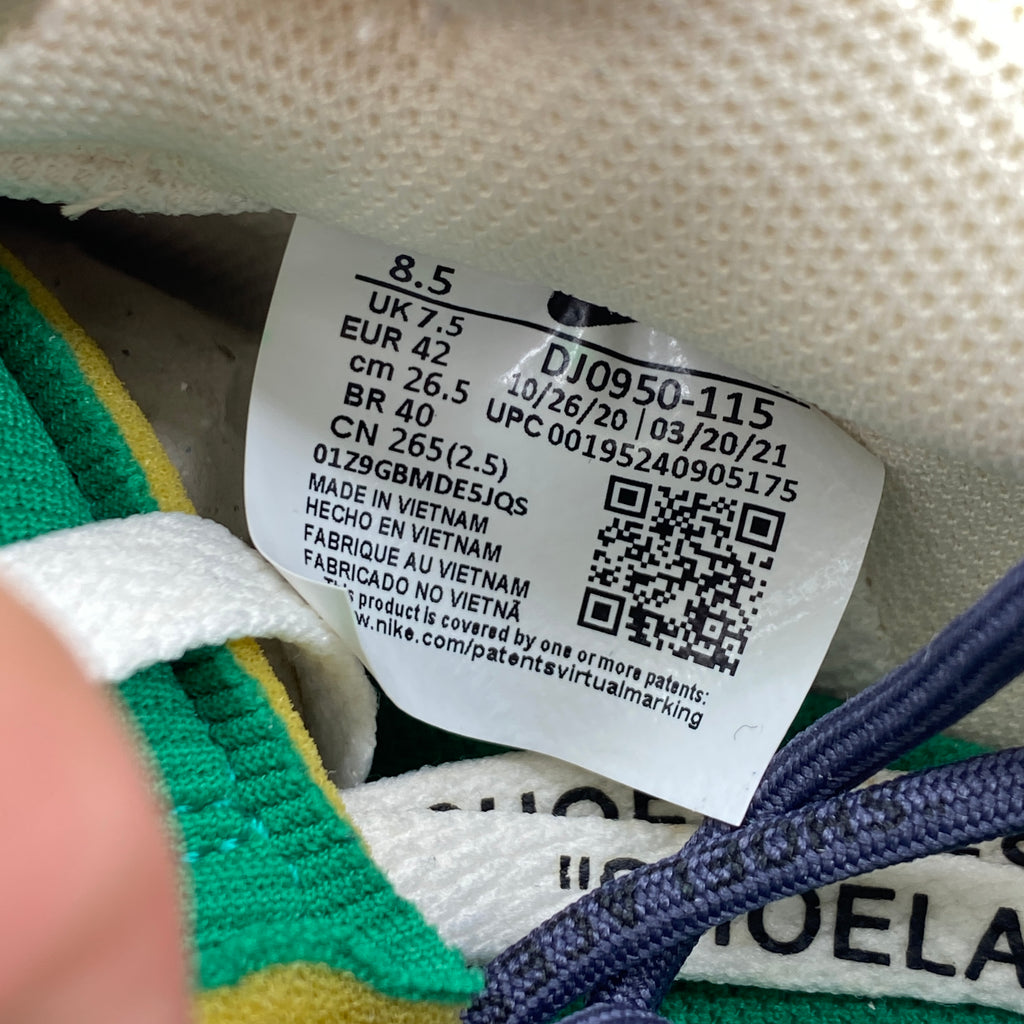 8.5
UK 7.5
EUR 42
cm 26.5
BR 40
CN 265(2.5)
01Z9GBMDE5JQS
MADE IN VIETNAM
HECHO EN VIETNAM
FABRIQUE AU VIETNAM
FABRICADO NO VIETNÃ
product is covered by one or more patents:
w.nike.com/patentsvirtualmarking
DJ0950-115
10/26/20 | 03/20/21
UPC 00195240905175